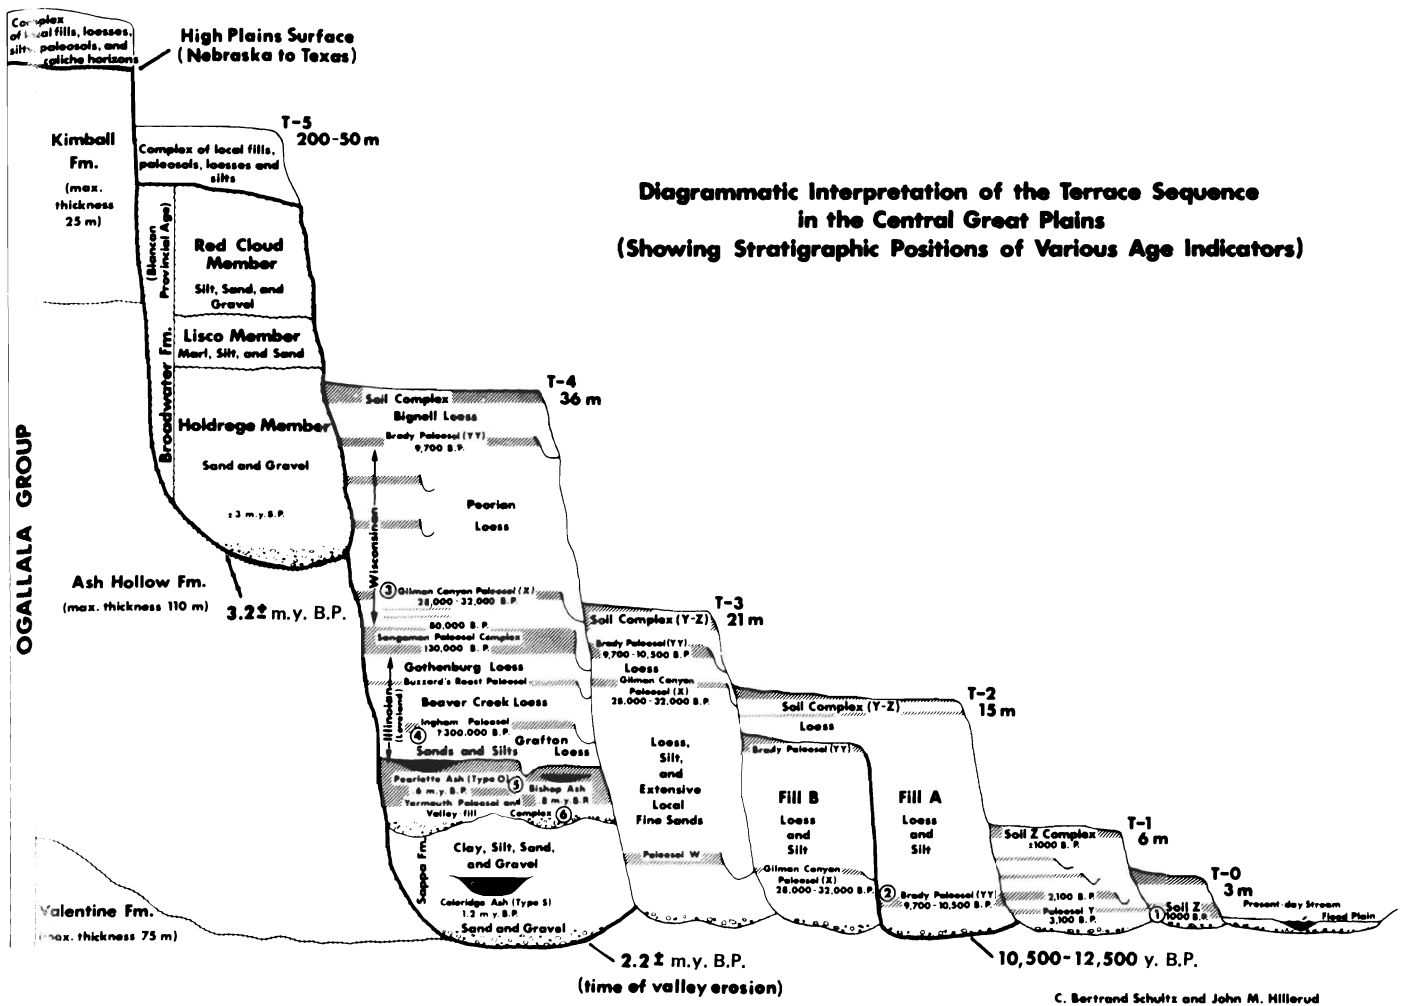 Complex
of local fills, loesses,
silts, paleosols, and
caliche horizons
High Plains Surface
(Nebraska to Texas)
Kimball
Fm.
(max.
thickness
25 m)
T-5
200-50 m
Complex of local fills,
paleosols, loesses and
silts
Diagrammatic Interpretation of the Terrace Sequence
in the Central Great Plains
(Showing Stratigraphic Positions of Various Age Indicators)
(Blancan
Provincial Age)
Broadwater Fm.
Red Cloud
Member
Silt, Sand, and
Gravel
Lisco Member
Marl, Silt, and Sand
Holdrege Member
Sand and Gravel
±3 m.y.B.P.
OGALLALA GROUP
Ash Hollow Fm.
(max. thickness 110 m)
3.2± m.y. B.P.
Valentine Fm.
(max. thickness 75 m)
T-4
36 m
Soil Complex
Bignell Loess
Brady Paleosol (YY)
9,700 B.P.
Wisconsinan
Peorian
Loess
3 Gilman Canyon Paleosol (X)
28,000-32,000 B.P.
80,000 B. P.
Sangamon Paleosol Complex
130,000 B. P.
Illinoian
(Loveland)
Gothenburg Loess
Buzzard's Roost Paleosol
Beaver Creek Loess
Ingham Paleosol
?300,000 B.P.
4
Grafton
Loess
Sands and Silts
Pearlette Ash (Type O) 5
.6 m.y. B.P.
Bishop Ash
.8 m.y. B.P.
Yarmouth Paleosol and
Valley fill Complex 6
Sappa Fm.
Clay, Silt, Sand,
and Gravel
Coleridge Ash (Type S)
1.2 m y. B.P.
Sand and Gravel
2.2± m.y. B.P.
(time of valley erosion)
T-3
21 m
Soil Complex (Y-Z)
Brady Paleosol (YY)
9,700-10,500 B.P.
Loess
Gilman Canyon
Paleosol (X)
28,000-32,000 B.P.
Loess,
Silt,
and
Extensive
Local
Fine Sands
Paleosol W
T-2
15 m
Soil Complex (Y-Z)
Loess
Brady Paleosol (YY)
Fill B
Loess
and
Silt
Gilman Canyon
Paleosol (X)
28,000-32,000 B.P.
Fill A
Loess
and
Silt
2 Brady Paleosol (YY)
9,700-10,500 B.P.
10,500-12,500 y. B.P.
T-1
6 m
Soil Z Complex
±1000 B. P.
2,100 B. P.
Paleosol Y
3,100 B.P.
T-0
3 m
1 Soil Z
1000 B.P.
Present-day Stream
Flood Plain
C. Bertrand Schultz and John M. Hillerud